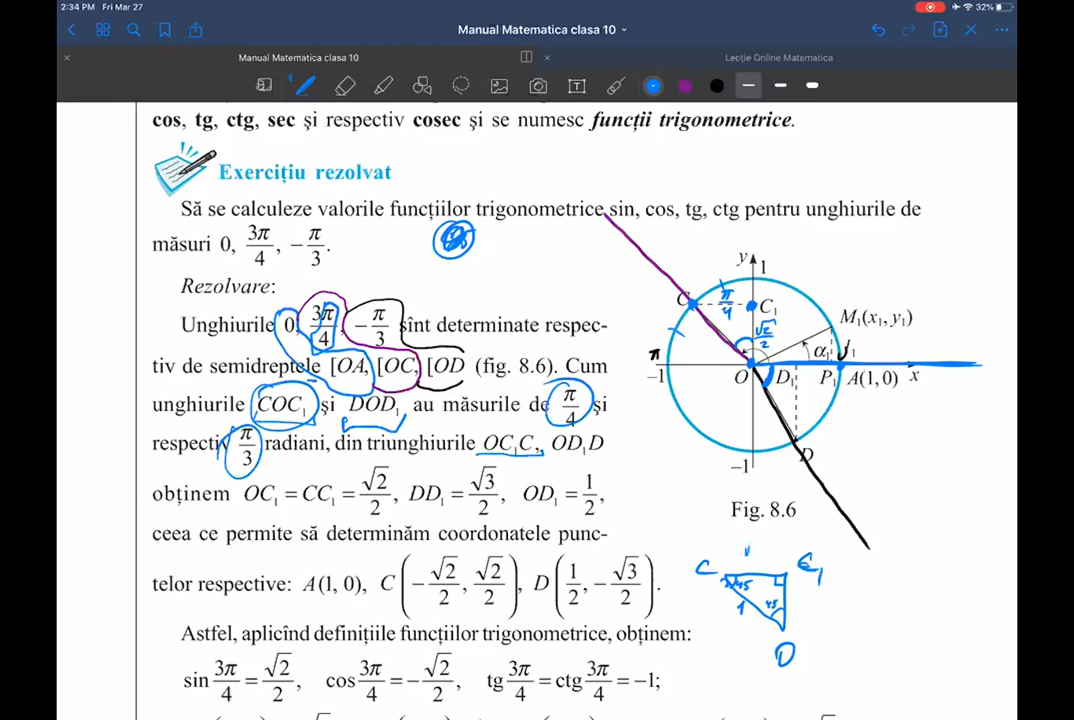 2:34 PM Fri Mar 27
32%
Manual Matematica clasa 10
Manual Matematica clasa 10
Lecție Online Matematica
cos, tg, ctg, sec și respectiv cosec și se numesc funcții trigonometrice.
Exercițiu rezolvat
Să se calculeze valorile funcțiilor trigonometrice sin, cos, tg, ctg pentru unghiurile de
măsuri 0, 3π/4, −π/3.
Rezolvare:
Unghiurile 0, 3π/4, −π/3 sînt determinate respec-
tiv de semidreptele [OA, [OC, [OD (fig. 8.6). Cum
unghiurile COC₁ și DOD₁ au măsurile de π/4 și
respectiv π/3 radiani, din triunghiurile OC₁C, OD₁D
obținem OC₁ = CC₁ = √2/2, DD₁ = √3/2, OD₁ = 1/2,
ceea ce permite să determinăm coordonatele punc-
telor respective: A(1, 0), C(−√2/2, √2/2), D(1/2, −√3/2).
Astfel, aplicînd definițiile funcțiilor trigonometrice, obținem:
sin 3π/4 = √2/2, cos 3π/4 = −√2/2, tg 3π/4 = ctg 3π/4 = −1;
y
1
C
π/4
C₁
M₁(x₁, y₁)
√2/2
α₁
π
−1
O
D₁
P₁
A(1, 0)
x
D
−1
Fig. 8.6
C
C₁
45
1
45
O